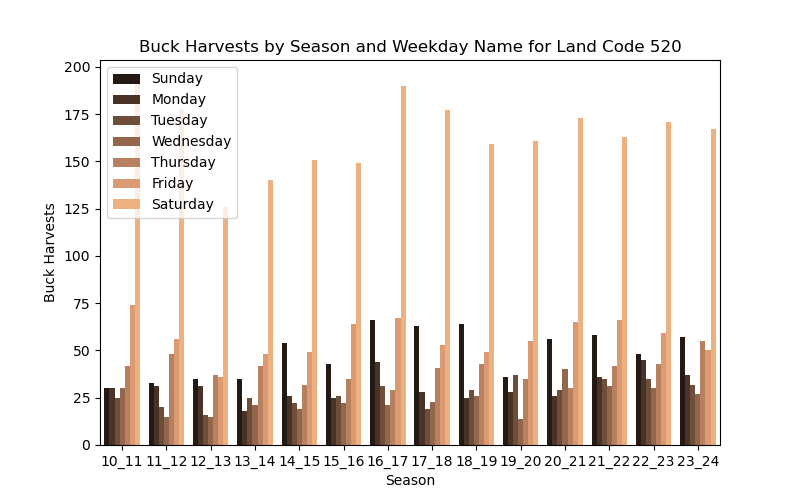 Buck Harvests by Season and Weekday Name for Land Code 520
200
175
150
125
100
75
50
25
0
Buck Harvests
Sunday
Monday
Tuesday
Wednesday
Thursday
Friday
Saturday
10_11 11_12 12_13 13_14 14_15 15_16 16_17 17_18 18_19 19_20 20_21 21_22 22_23 23_24
Season